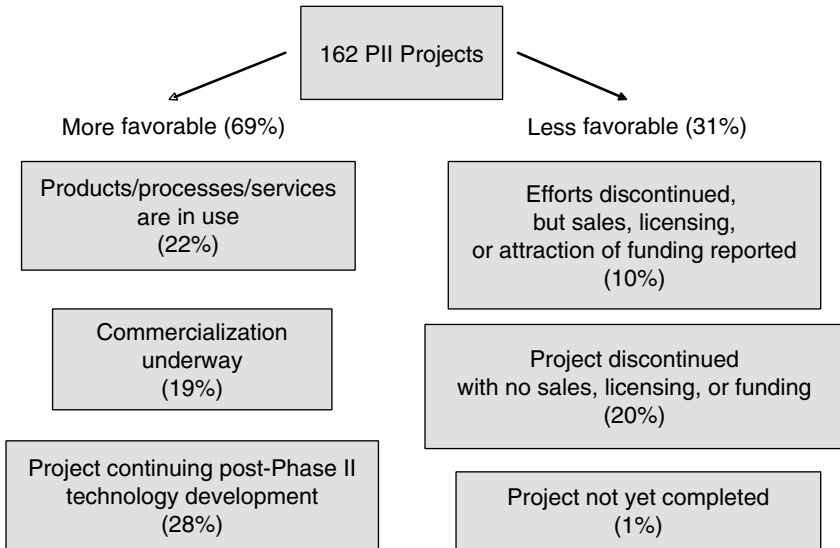 162 PII Projects
More favorable (69%)
Products/processes/services
are in use
(22%)
Commercialization
underway
(19%)
Project continuing post-Phase II
technology development
(28%)
Less favorable (31%)
Efforts discontinued,
but sales, licensing,
or attraction of funding reported
(10%)
Project discontinued
with no sales, licensing, or funding
(20%)
Project not yet completed
(1%)